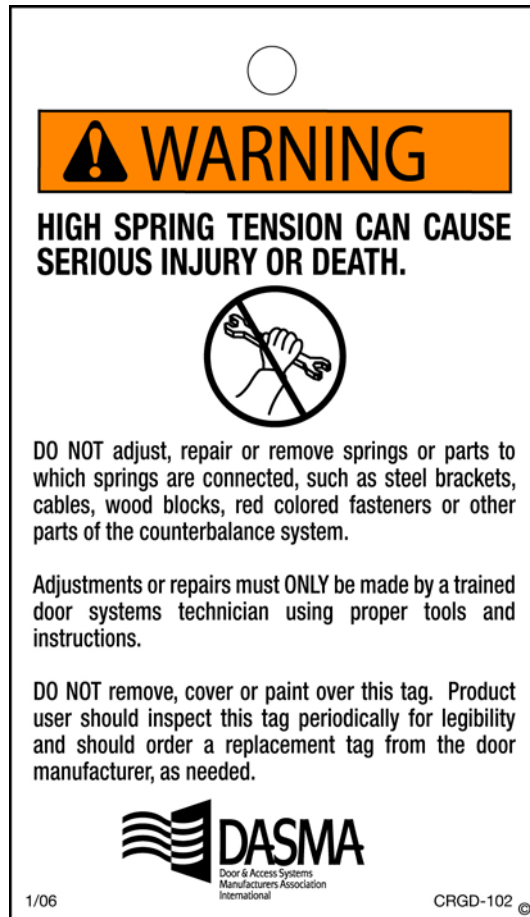 WARNING
HIGH SPRING TENSION CAN CAUSE
SERIOUS INJURY OR DEATH.
DO NOT adjust, repair or remove springs or parts to
which springs are connected, such as steel brackets,
cables, wood blocks, red colored fasteners or other
parts of the counterbalance system.
Adjustments or repairs must ONLY be made by a trained
door systems technician using proper tools and
instructions.
DO NOT remove, cover or paint over this tag. Product
user should inspect this tag periodically for legibility
and should order a replacement tag from the door
manufacturer, as needed.
DASMA
Door & Access Systems
Manufacturers Association
International
1/06 CRGD-102 ©